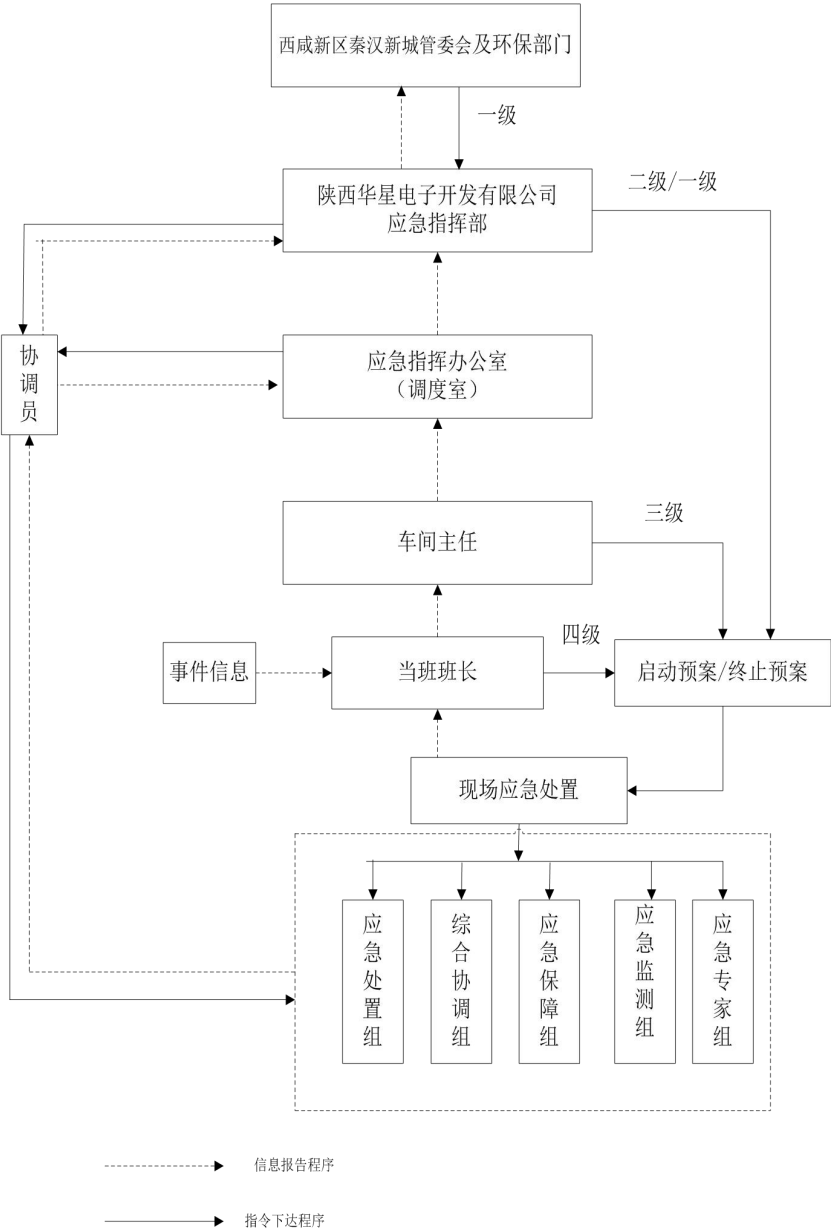 西咸新区秦汉新城管委会及环保部门
一级
陕西华星电子开发有限公司
应急指挥部
二级/一级
协调员
应急指挥办公室
（调度室）
车间主任
三级
事件信息
当班班长
四级
启动预案/终止预案
现场应急处置
应急处置组
综合协调组
应急保障组
应急监测组
应急专家组
信息报告程序
指令下达程序